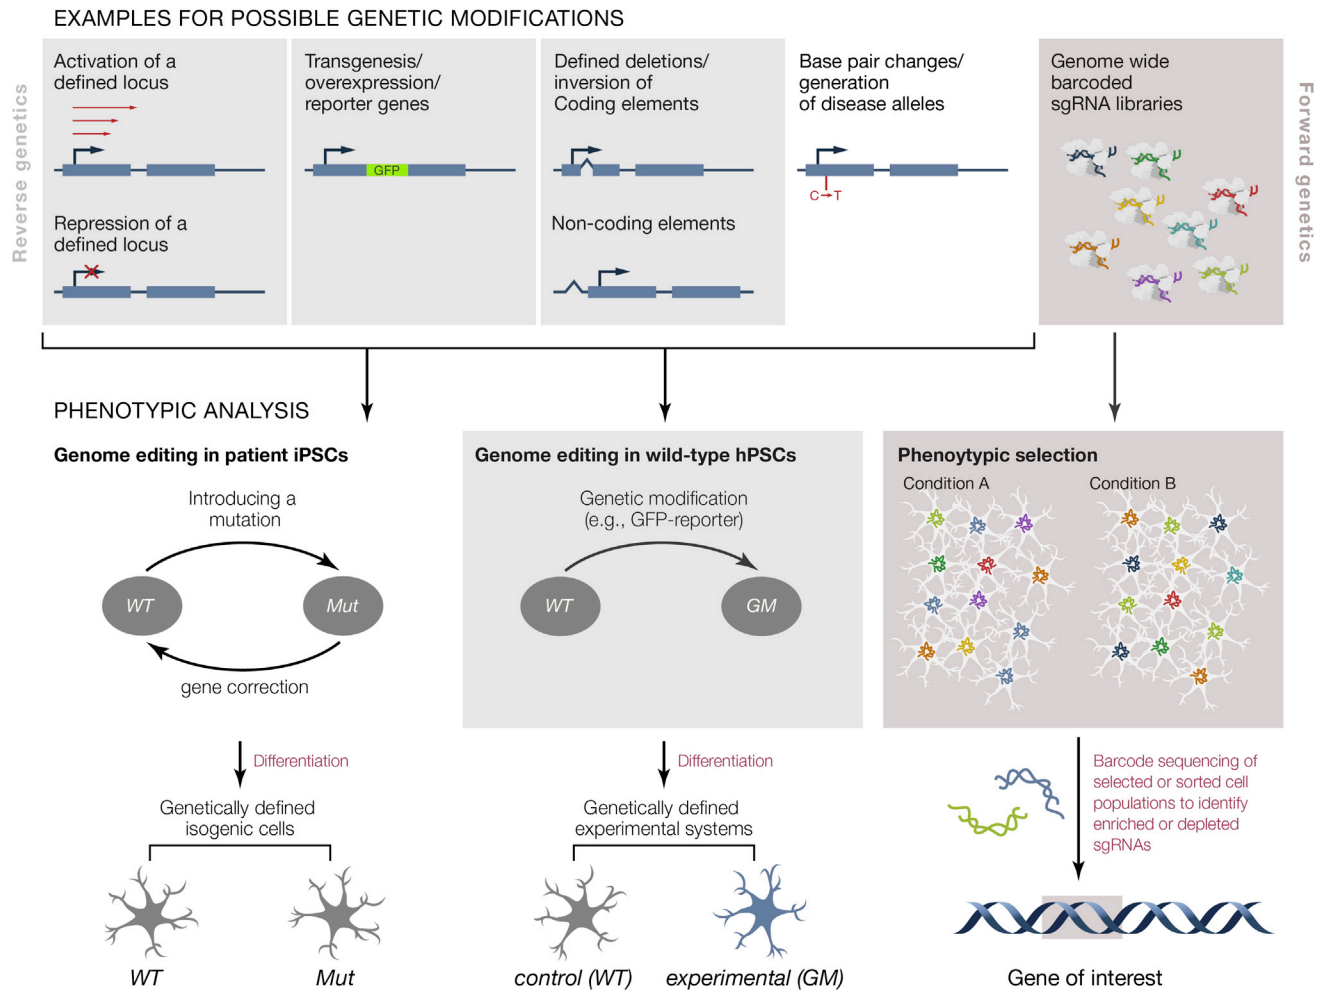 EXAMPLES FOR POSSIBLE GENETIC MODIFICATIONS
Reverse genetics
Activation of a
defined locus
Repression of a
defined locus
Transgenesis/
overexpression/
reporter genes
GFP
Defined deletions/
inversion of
Coding elements
Non-coding elements
Base pair changes/
generation
of disease alleles
C→T
Genome wide
barcoded
sgRNA libraries
Forward genetics
PHENOTYPIC ANALYSIS
Genome editing in patient iPSCs
Introducing a
mutation
WT
Mut
gene correction
Differentiation
Genetically defined
isogenic cells
WT
Mut
Genome editing in wild-type hPSCs
Genetic modification
(e.g., GFP-reporter)
WT
GM
Differentiation
Genetically defined
experimental systems
control (WT)
experimental (GM)
Phenoytypic selection
Condition A
Condition B
Barcode sequencing of
selected or sorted cell
populations to identify
enriched or depleted
sgRNAs
Gene of interest